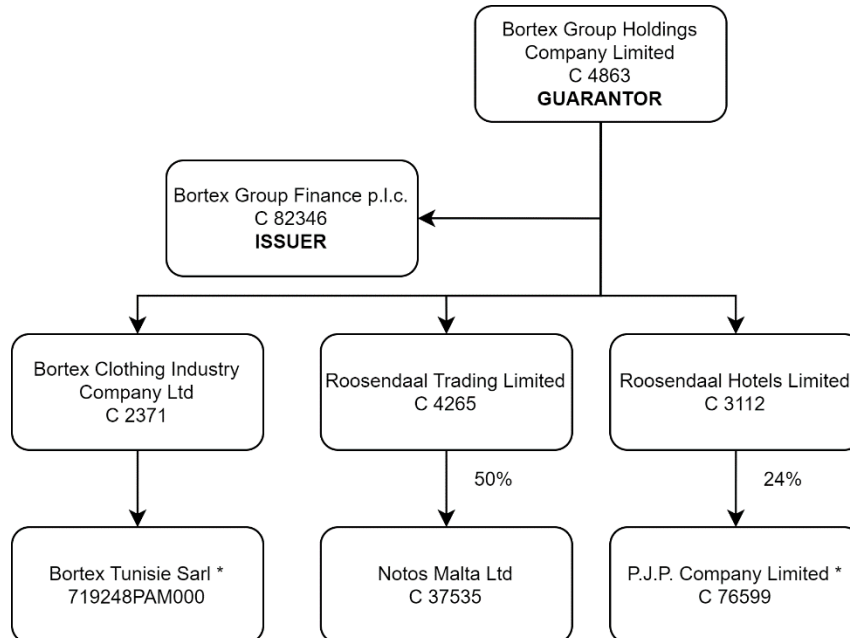 Bortex Group Holdings
Company Limited
C 4863
GUARANTOR
Bortex Group Finance p.l.c.
C 82346
ISSUER
Bortex Clothing Industry
Company Ltd
C 2371
Roosendaal Trading Limited
C 4265
Roosendaal Hotels Limited
C 3112
50%
24%
Bortex Tunisie Sarl *
719248PAM000
Notos Malta Ltd
C 37535
P.J.P. Company Limited *
C 76599